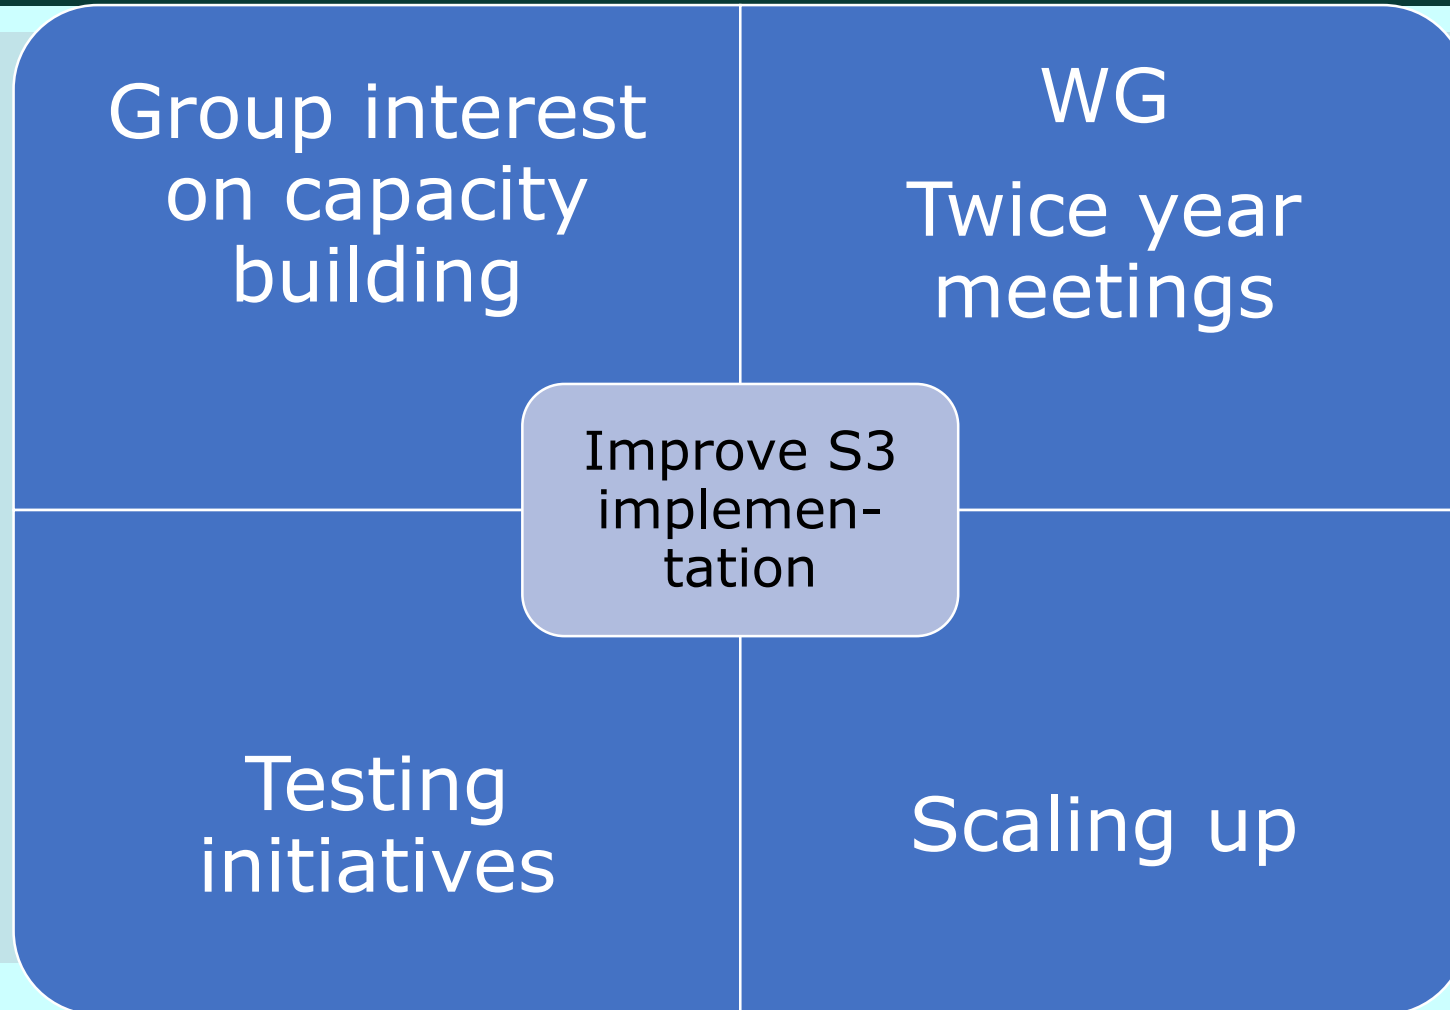 Group interest
on capacity
building
WG
Twice year
meetings
Improve S3
implemen-
tation
Testing
initiatives
Scaling up